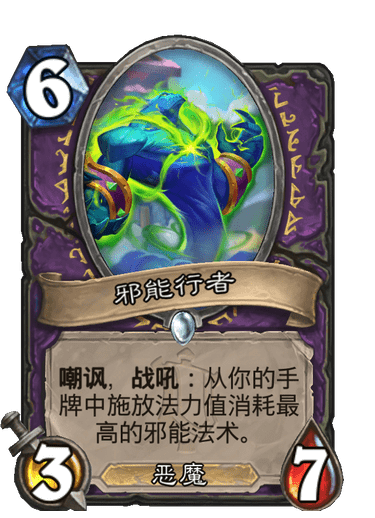 6
邪能行者
嘲讽，战吼：从你的手
牌中施放法力值消耗最
高的邪能法术。
3
恶魔
7